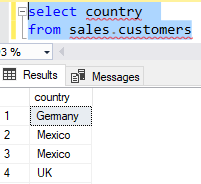 select country
from sales.customers
3 %
Results Messages
country
1 Germany
2 Mexico
3 Mexico
4 UK